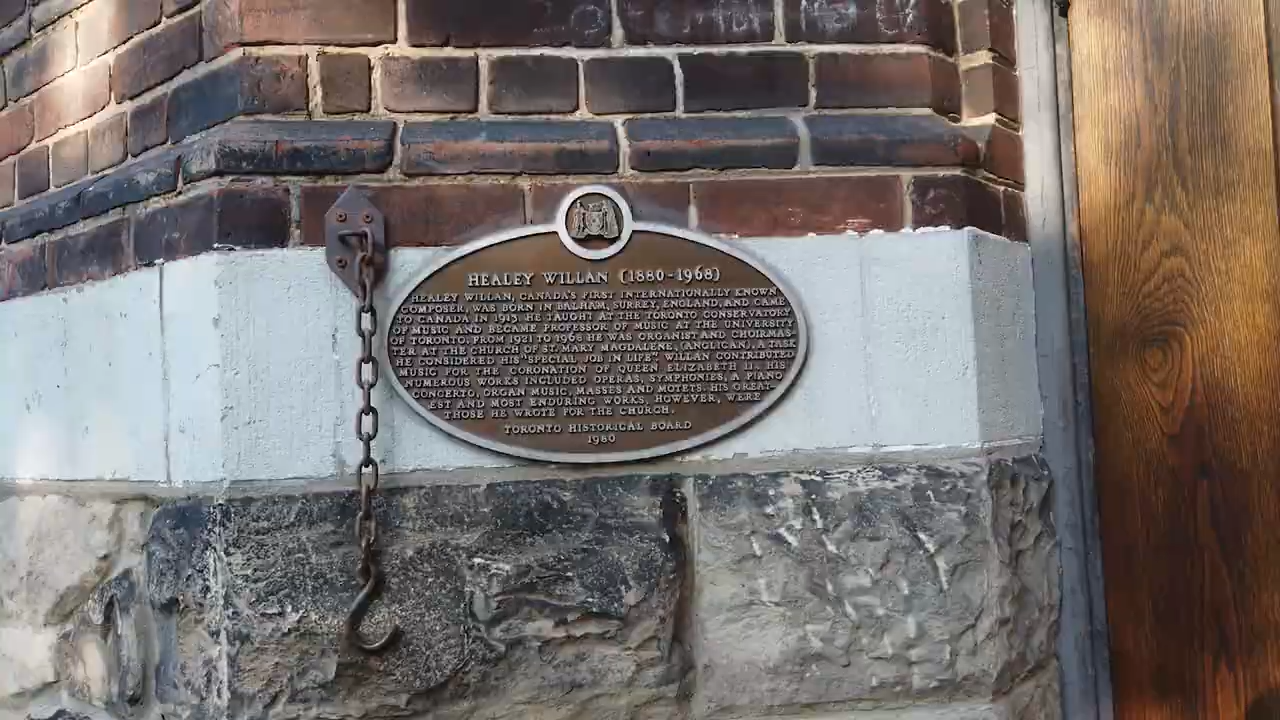 HEALEY WILLAN (1880-1968)
HEALEY WILLAN, CANADA'S FIRST INTERNATIONALLY KNOWN
COMPOSER, WAS BORN IN BALHAM, SURREY, ENGLAND, AND CAME
TO CANADA IN 1913. HE TAUGHT AT THE TORONTO CONSERVATORY
OF MUSIC AND BECAME PROFESSOR OF MUSIC AT THE UNIVERSITY
OF TORONTO. FROM 1921 TO 1968 HE WAS ORGANIST AND CHOIRMAS-
TER AT THE CHURCH OF ST. MARY MAGDALENE, (ANGLICAN), A TASK
HE CONSIDERED HIS "SPECIAL JOB IN LIFE". WILLAN CONTRIBUTED
MUSIC FOR THE CORONATION OF QUEEN ELIZABETH II. HIS
NUMEROUS WORKS INCLUDED OPERAS, SYMPHONIES, A PIANO
CONCERTO, ORGAN MUSIC, MASSES AND MOTETS. HIS GREAT-
EST AND MOST ENDURING WORKS, HOWEVER, WERE
THOSE HE WROTE FOR THE CHURCH.
TORONTO HISTORICAL BOARD
1980